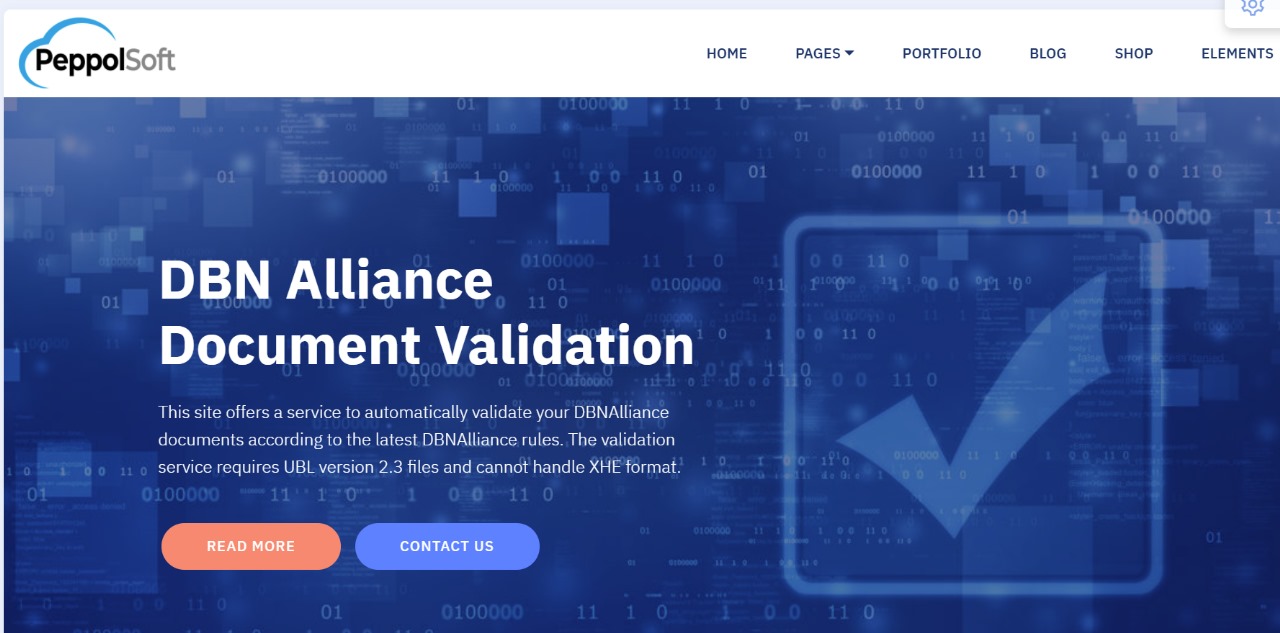 PeppolSoft
HOME PAGES PORTFOLIO BLOG SHOP ELEMENTS
DBN Alliance
Document Validation
This site offers a service to automatically validate your DBNAlliance
documents according to the latest DBNAlliance rules. The validation
service requires UBL version 2.3 files and cannot handle XHE format.
READ MORE CONTACT US